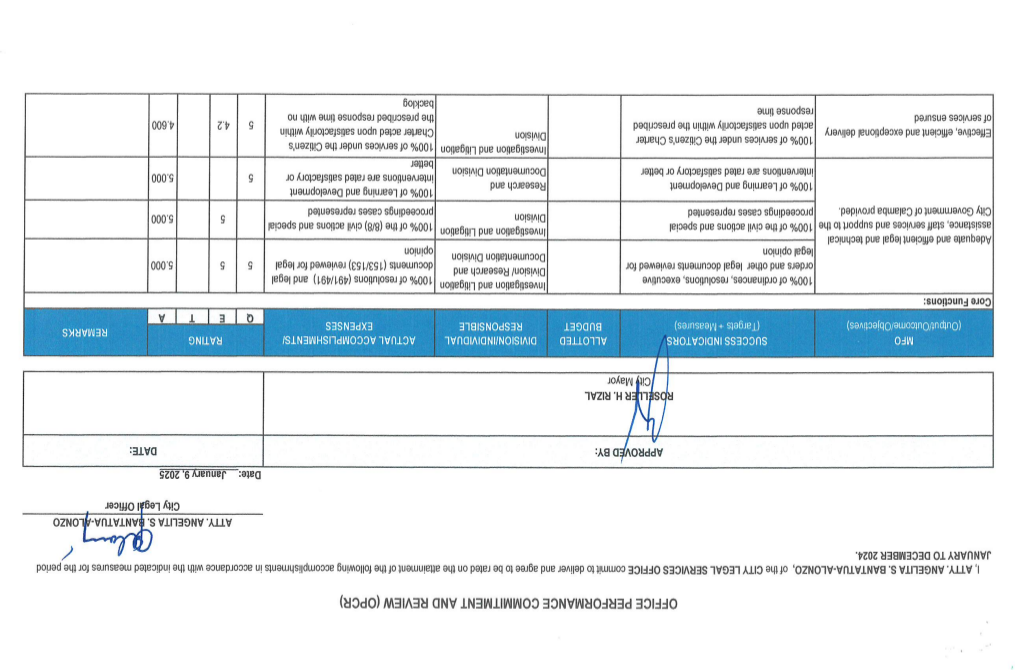 OFFICE PERFORMANCE COMMITMENT AND REVIEW (OPCR)
I, ATTY. ANGELITA S. BANTATUA-ALONZO, of the CITY LEGAL SERVICES OFFICE commit to deliver and agree to be rated on the attainment of the following accomplishments in accordance with the indicated measures for the period
JANUARY TO DECEMBER 2024.
ATTY. ANGELITA S. BANTATUA-ALONZO
City Legal Officer
Date: January 9, 2025
APPROVED BY:
DATE:
ROSELLER H. RIZAL
City Mayor
MFO
(Output/Outcome/Objectives)
SUCCESS INDICATORS
(Targets + Measures)
ALLOTTED
BUDGET
DIVISION/INDIVIDUAL
RESPONSIBLE
ACTUAL ACCOMPLISHMENTS/
EXPENSES
RATING
Q E T A
REMARKS
Core Functions:
Adequate and efficient legal and technical
assistance, staff services and support to the
City Government of Calamba provided.
100% of ordinances, resolutions, executive
orders and other legal documents reviewed for
legal opinion
Investigation and Litigation
Division/ Research and
Documentation Division
100% of resolutions (491/491) and legal
documents (153/153) reviewed for legal
opinion
5 5 5.000
100% of the civil actions and special
proceedings cases represented
Investigation and Litigation
Division
100% of the (8/8) civil actions and special
proceedings cases represented
5 5.000
100% of Learning and Development
interventions are rated satisfactory or better
Research and
Documentation Division
100% of Learning and Development
interventions are rated satisfactory or
better
5 5.000
Effective, efficient and exceptional delivery
of services ensured
100% of services under the Citizen's Charter
acted upon satisfactorily within the prescribed
response time
Investigation and Litigation
Division
100% of services under the Citizen's
Charter acted upon satisfactorily within
the prescribed response time with no
backlog
5 4.2 4.600